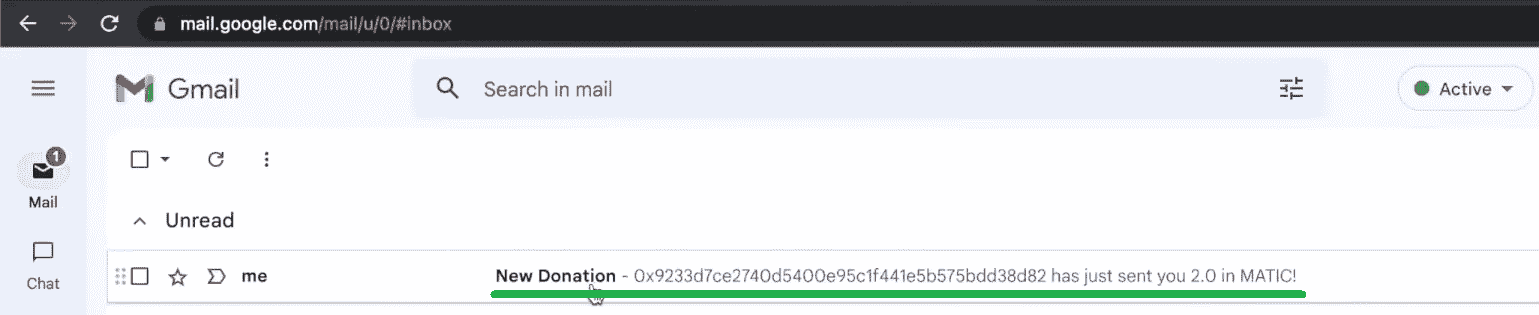 mail.google.com/mail/u/0/#inbox
Gmail
Search in mail
Active
1
Mail
Unread
me New Donation - 0x9233d7ce2740d5400e95c1f441e5b575bdd38d82 has just sent you 2.0 in MATIC!
Chat